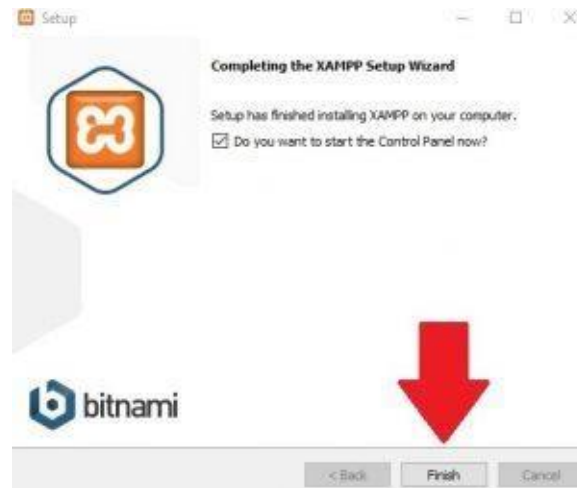 Setup
Completing the XAMPP Setup Wizard
Setup has finished installing XAMPP on your computer.
Do you want to start the Control Panel now?
bitnami
< Back
Finish
Cancel